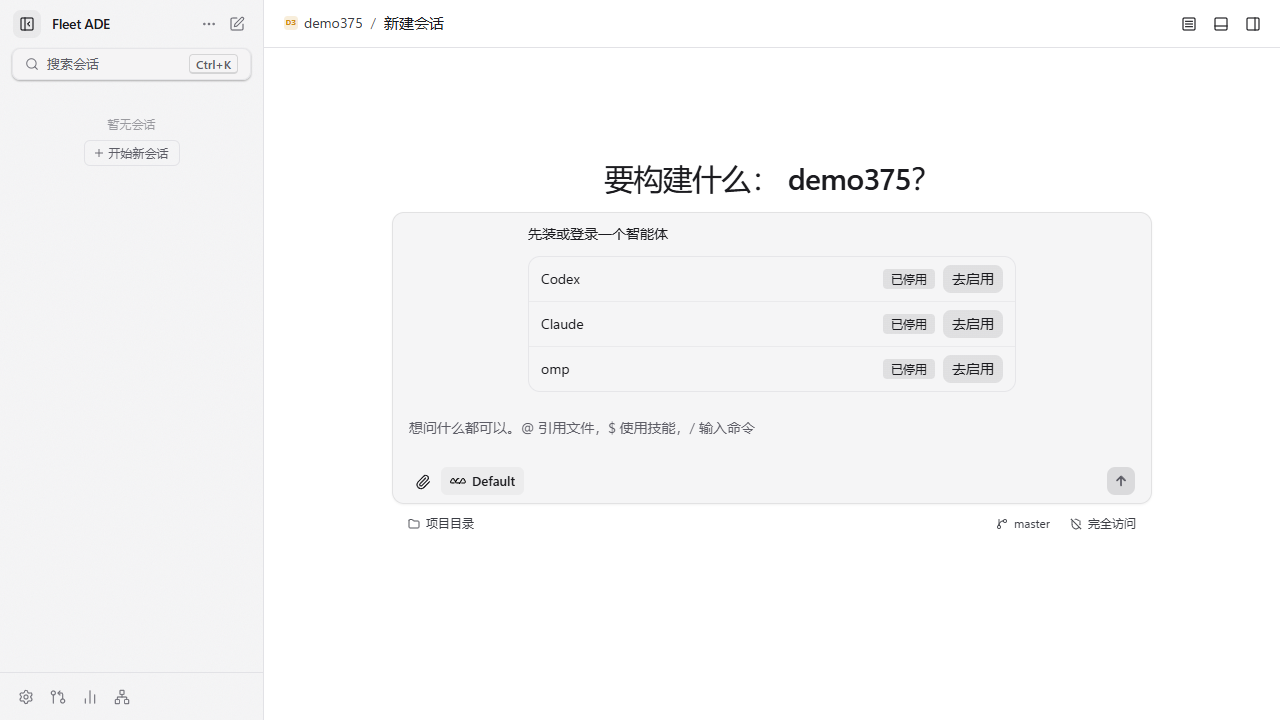 Fleet ADE
搜索会话 Ctrl+K
暂无会话
+ 开始新会话
D3 demo375 / 新建会话
要构建什么： demo375？
先装或登录一个智能体
Codex 已停用 去启用
Claude 已停用 去启用
omp 已停用 去启用
想问什么都可以。@ 引用文件，$ 使用技能，/ 输入命令
Default
项目目录 master 完全访问